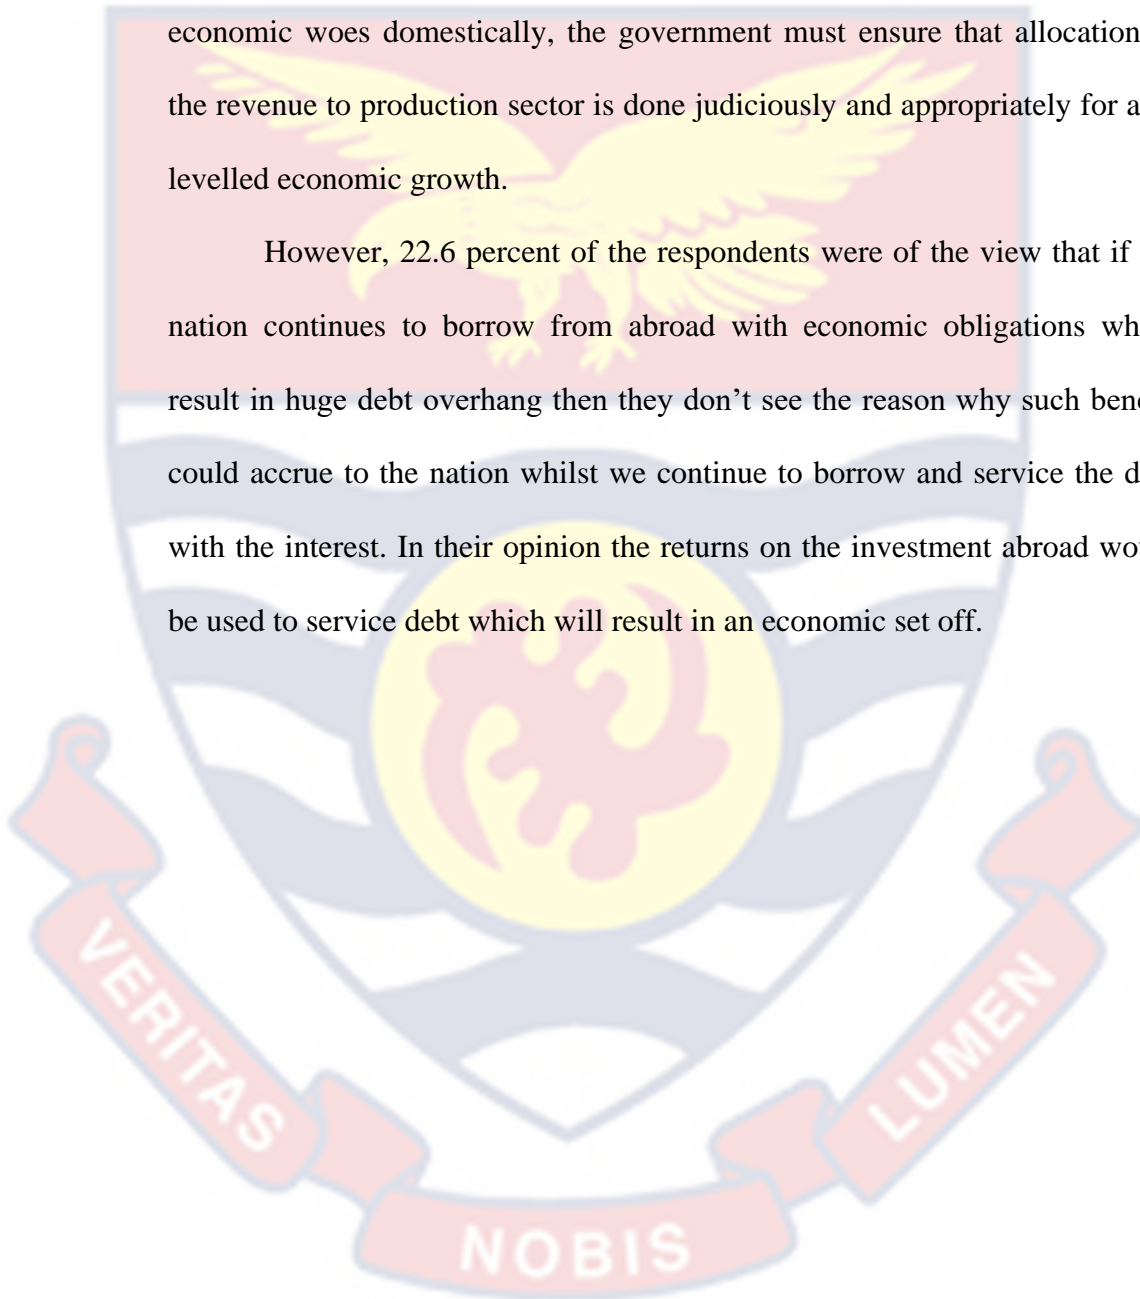 economic woes domestically, the government must ensure that allocation
the revenue to production sector is done judiciously and appropriately for a
levelled economic growth.
However, 22.6 percent of the respondents were of the view that if
nation continues to borrow from abroad with economic obligations wh
result in huge debt overhang then they don’t see the reason why such ben
could accrue to the nation whilst we continue to borrow and service the d
with the interest. In their opinion the returns on the investment abroad wo
be used to service debt which will result in an economic set off.
VERITAS
NOBIS
LUMEN